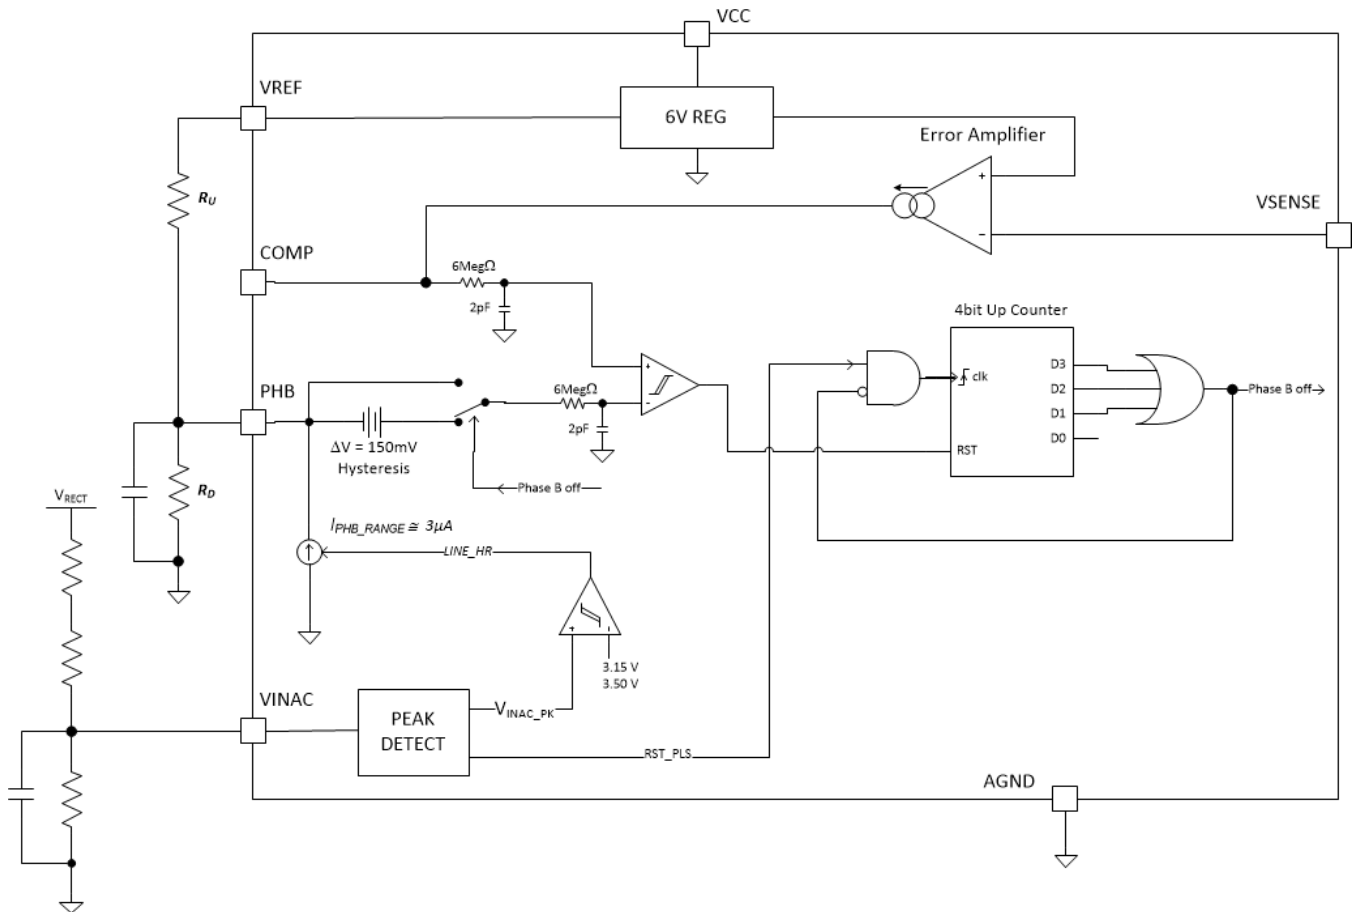 VCC
VREF
6V REG
Error Amplifier
+
-
R_U
VSENSE
COMP
6MegΩ
2pF
4bit Up Counter
PHB
6MegΩ
+
-
2pF
clk
D3
D2
D1
D0
RST
Phase B off
ΔV = 150mV
Hysteresis
Phase B off
R_D
V_RECT
I_PHB_RANGE ≅ 3µA
LINE_HR
+
-
3.15 V
3.50 V
VINAC
PEAK
DETECT
V_INAC_PK
RST_PLS
AGND